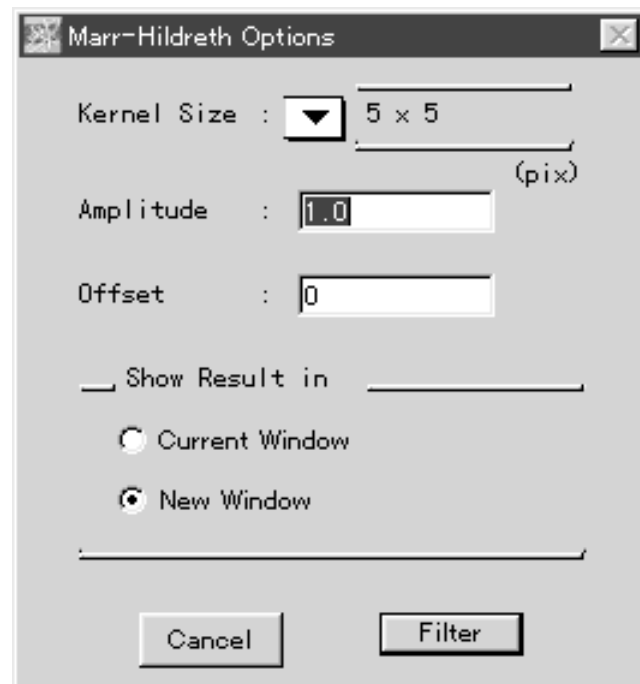 Marr-Hildreth Options
Kernel Size : 5 × 5
(pix)
Amplitude : 1.0
Offset : 0
Show Result in
Current Window
New Window
Cancel Filter